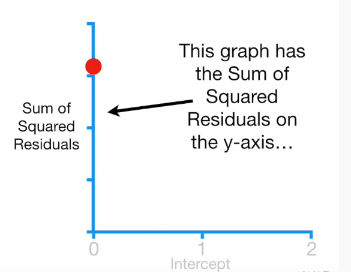 This graph has
the Sum of
Squared
Residuals on
the y-axis...
Sum of
Squared
Residuals
0
1
2
Intercept